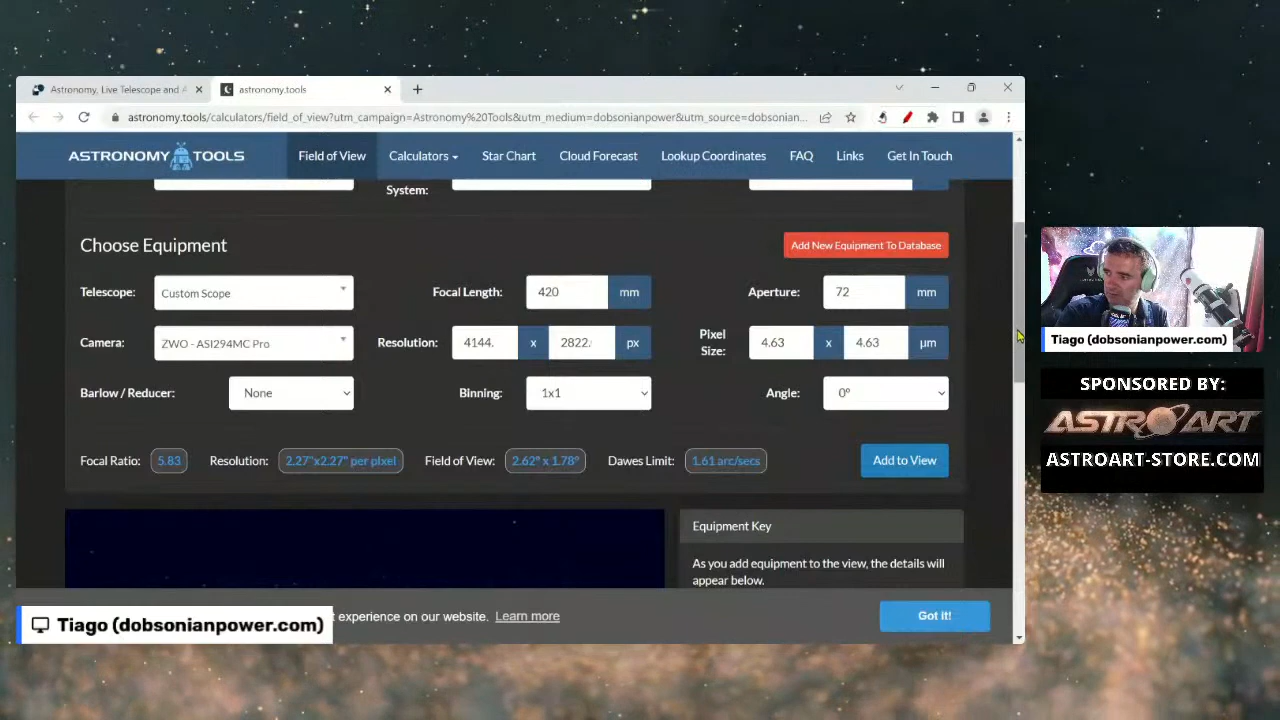 Astronomy, Live Telescope and A
astronomy.tools
astronomy.tools/calculators/field_of_view?utm_campaign=Astronomy%20Tools&utm_medium=dobsonianpower&utm_source=dobsonian...
ASTRONOMY TOOLS
Field of View
Calculators
Star Chart
Cloud Forecast
Lookup Coordinates
FAQ
Links
Get In Touch
System:
Choose Equipment
Add New Equipment To Database
Telescope: Custom Scope Focal Length: 420 mm Aperture: 72 mm
Camera: ZWO - ASI294MC Pro Resolution: 4144. x 2822. px Pixel Size: 4.63 x 4.63 µm
Barlow / Reducer: None Binning: 1x1 Angle: 0°
Focal Ratio: 5.83 Resolution: 2.27"x2.27" per pixel Field of View: 2.62° x 1.78° Dawes Limit: 1.61 arc/secs Add to View
Equipment Key
As you add equipment to the view, the details will
appear below.
t experience on our website. Learn more
Got it!
Tiago (dobsonianpower.com)
Tiago (dobsonianpower.com)
SPONSORED BY:
ASTROART
ASTROART-STORE.COM